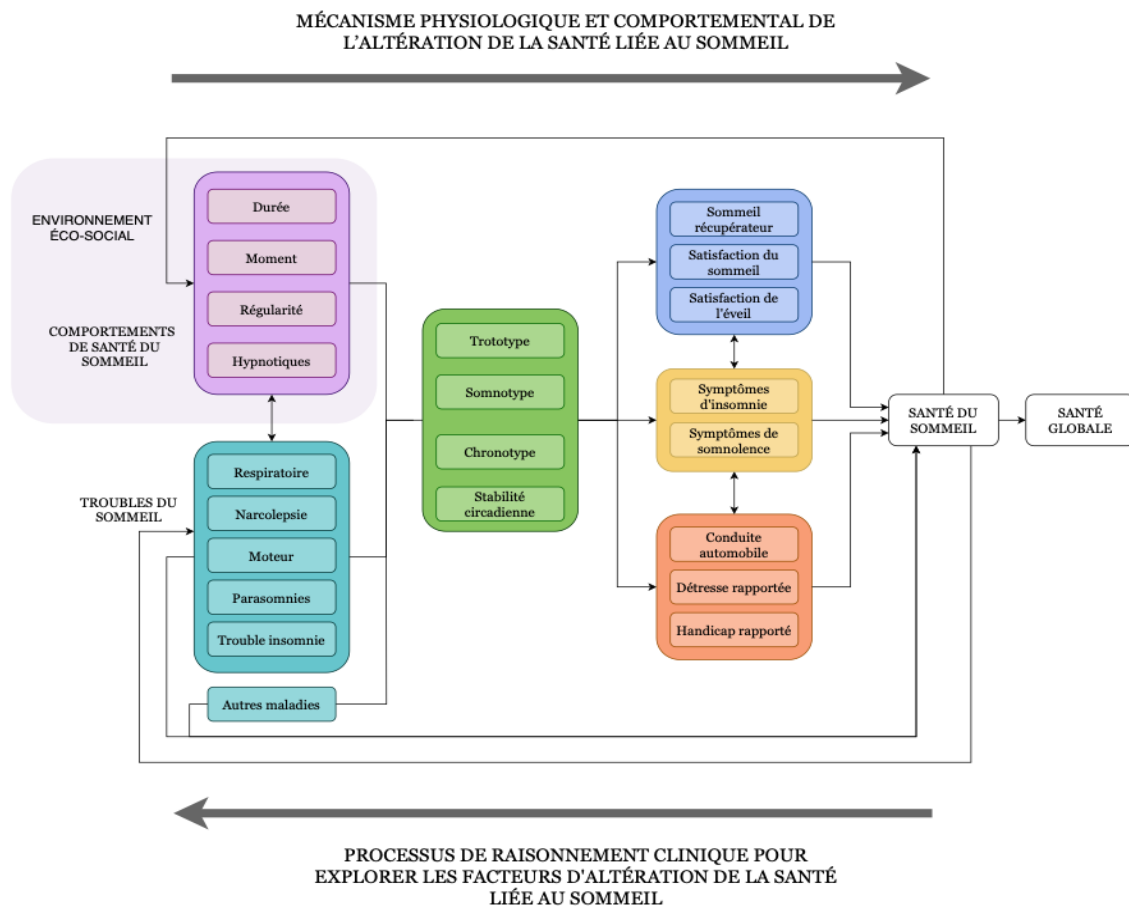 MÉCANISME PHYSIOLOGIQUE ET COMPORTEMENTAL DE
L'ALTÉRATION DE LA SANTÉ LIÉE AU SOMMEIL
ENVIRONNEMENT
ÉCO-SOCIAL
COMPORTEMENTS
DE SANTÉ DU
SOMMEIL
Durée
Moment
Régularité
Hypnotiques
TROUBLES DU
SOMMEIL
Respiratoire
Narcolepsie
Moteur
Parasomnies
Trouble insomnie
Autres maladies
Trototype
Somnotype
Chronotype
Stabilité
circadienne
Sommeil
récupérateur
Satisfaction du
sommeil
Satisfaction de
l'éveil
Symptômes
d'insomnie
Symptômes de
somnolence
Conduite
automobile
Détresse rapportée
Handicap rapporté
SANTÉ DU
SOMMEIL
SANTÉ
GLOBALE
PROCESSUS DE RAISONNEMENT CLINIQUE POUR
EXPLORER LES FACTEURS D'ALTÉRATION DE LA SANTÉ
LIÉE AU SOMMEIL